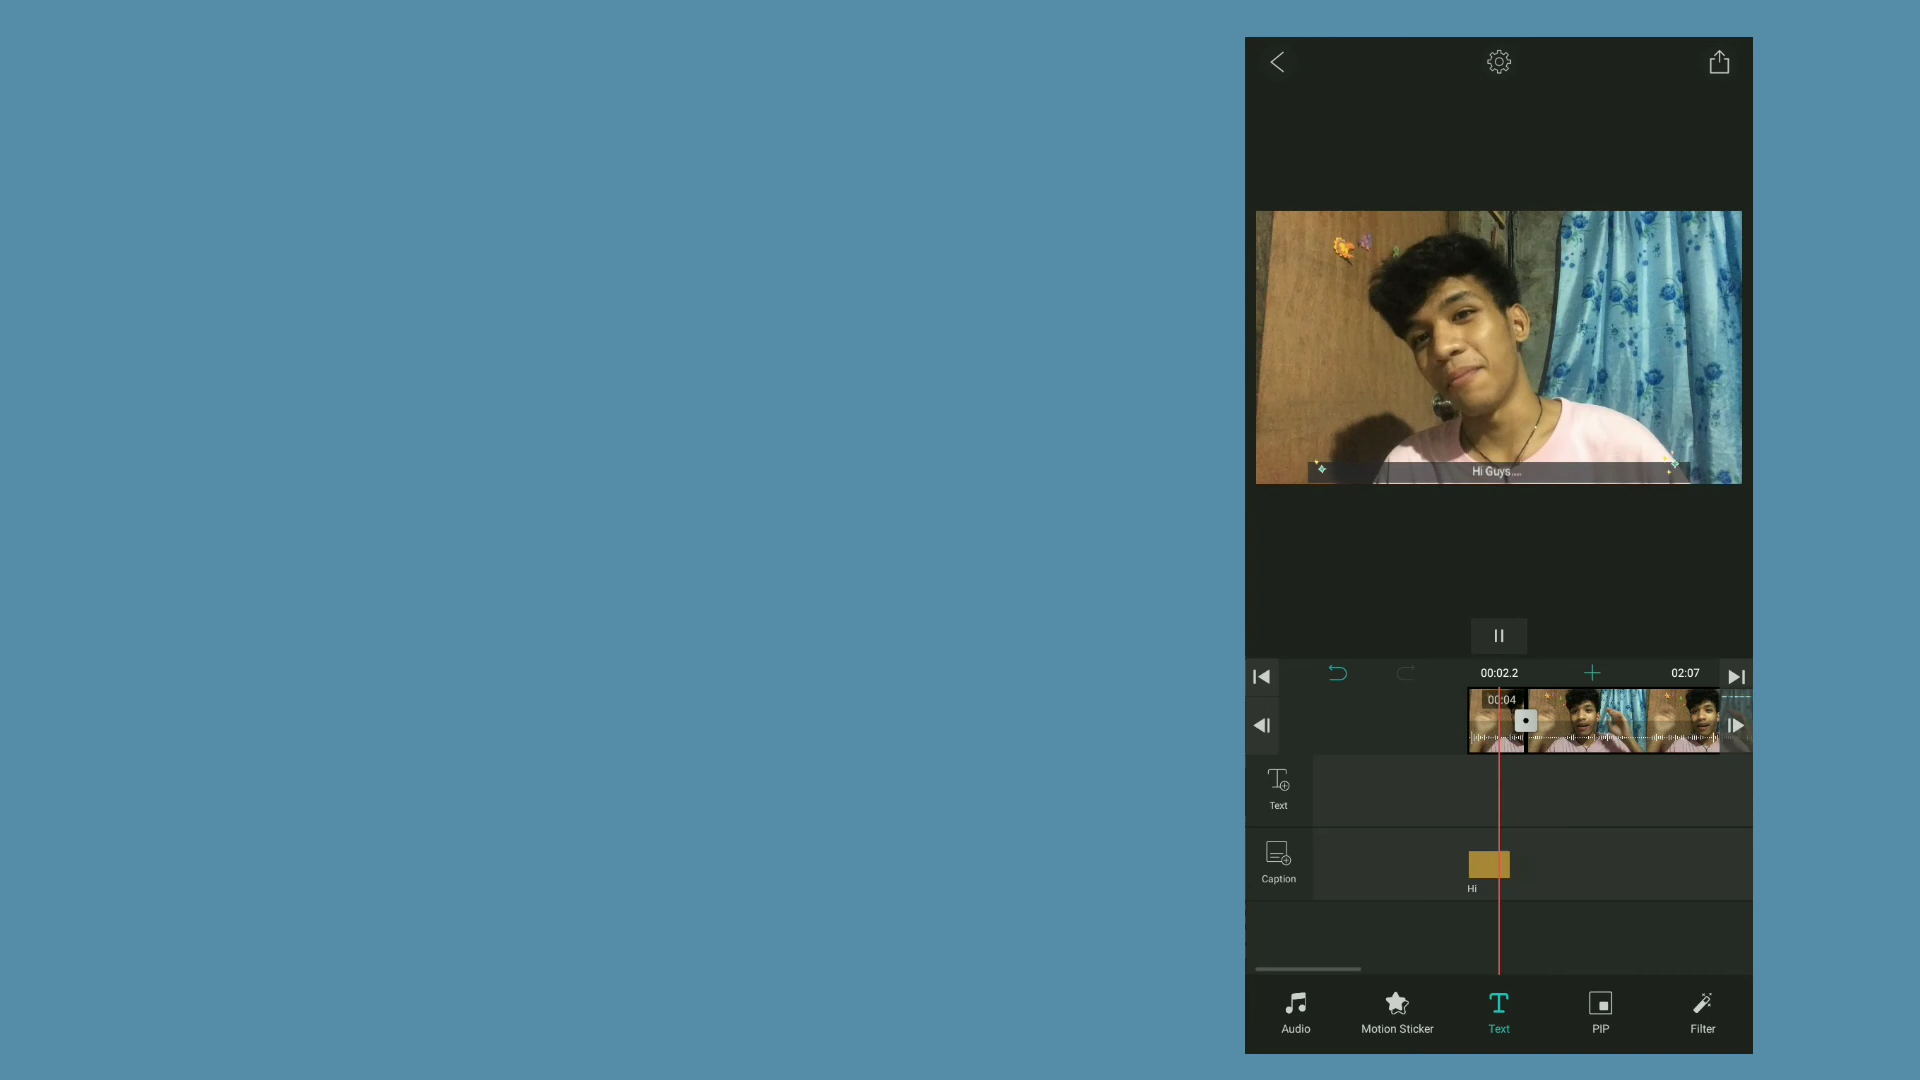 Hi Guys....
00:02.2
02:07
00:04
Text
Caption
Hi
Audio
Motion Sticker
Text
PIP
Filter